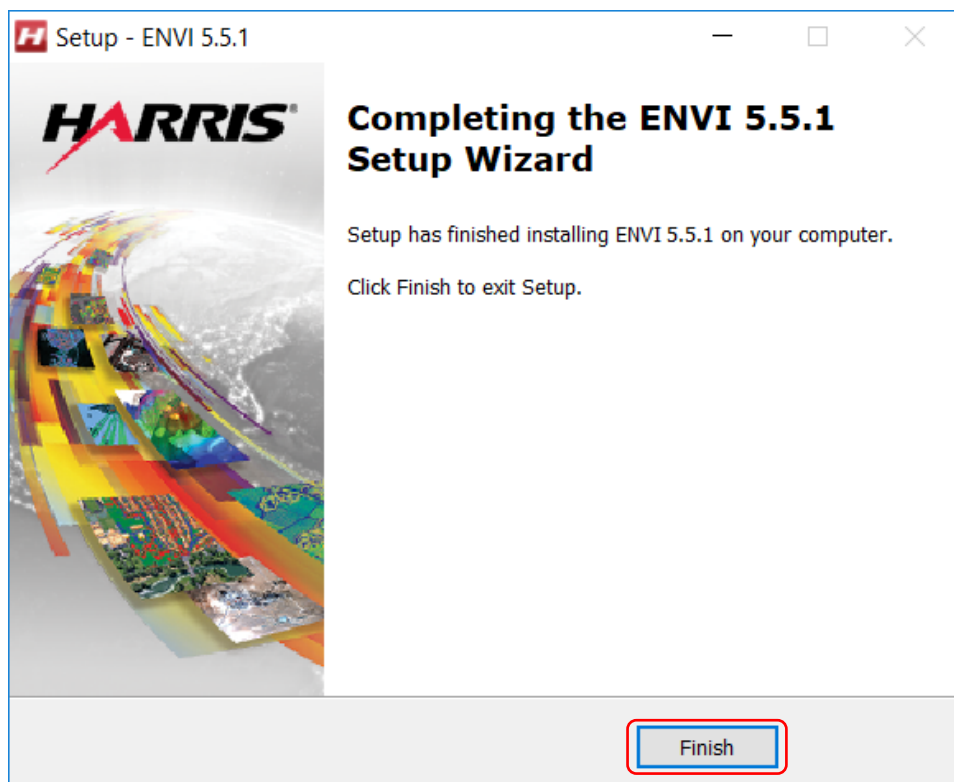 Setup - ENVI 5.5.1
HARRIS®
Completing the ENVI 5.5.1
Setup Wizard
Setup has finished installing ENVI 5.5.1 on your computer.
Click Finish to exit Setup.
Finish